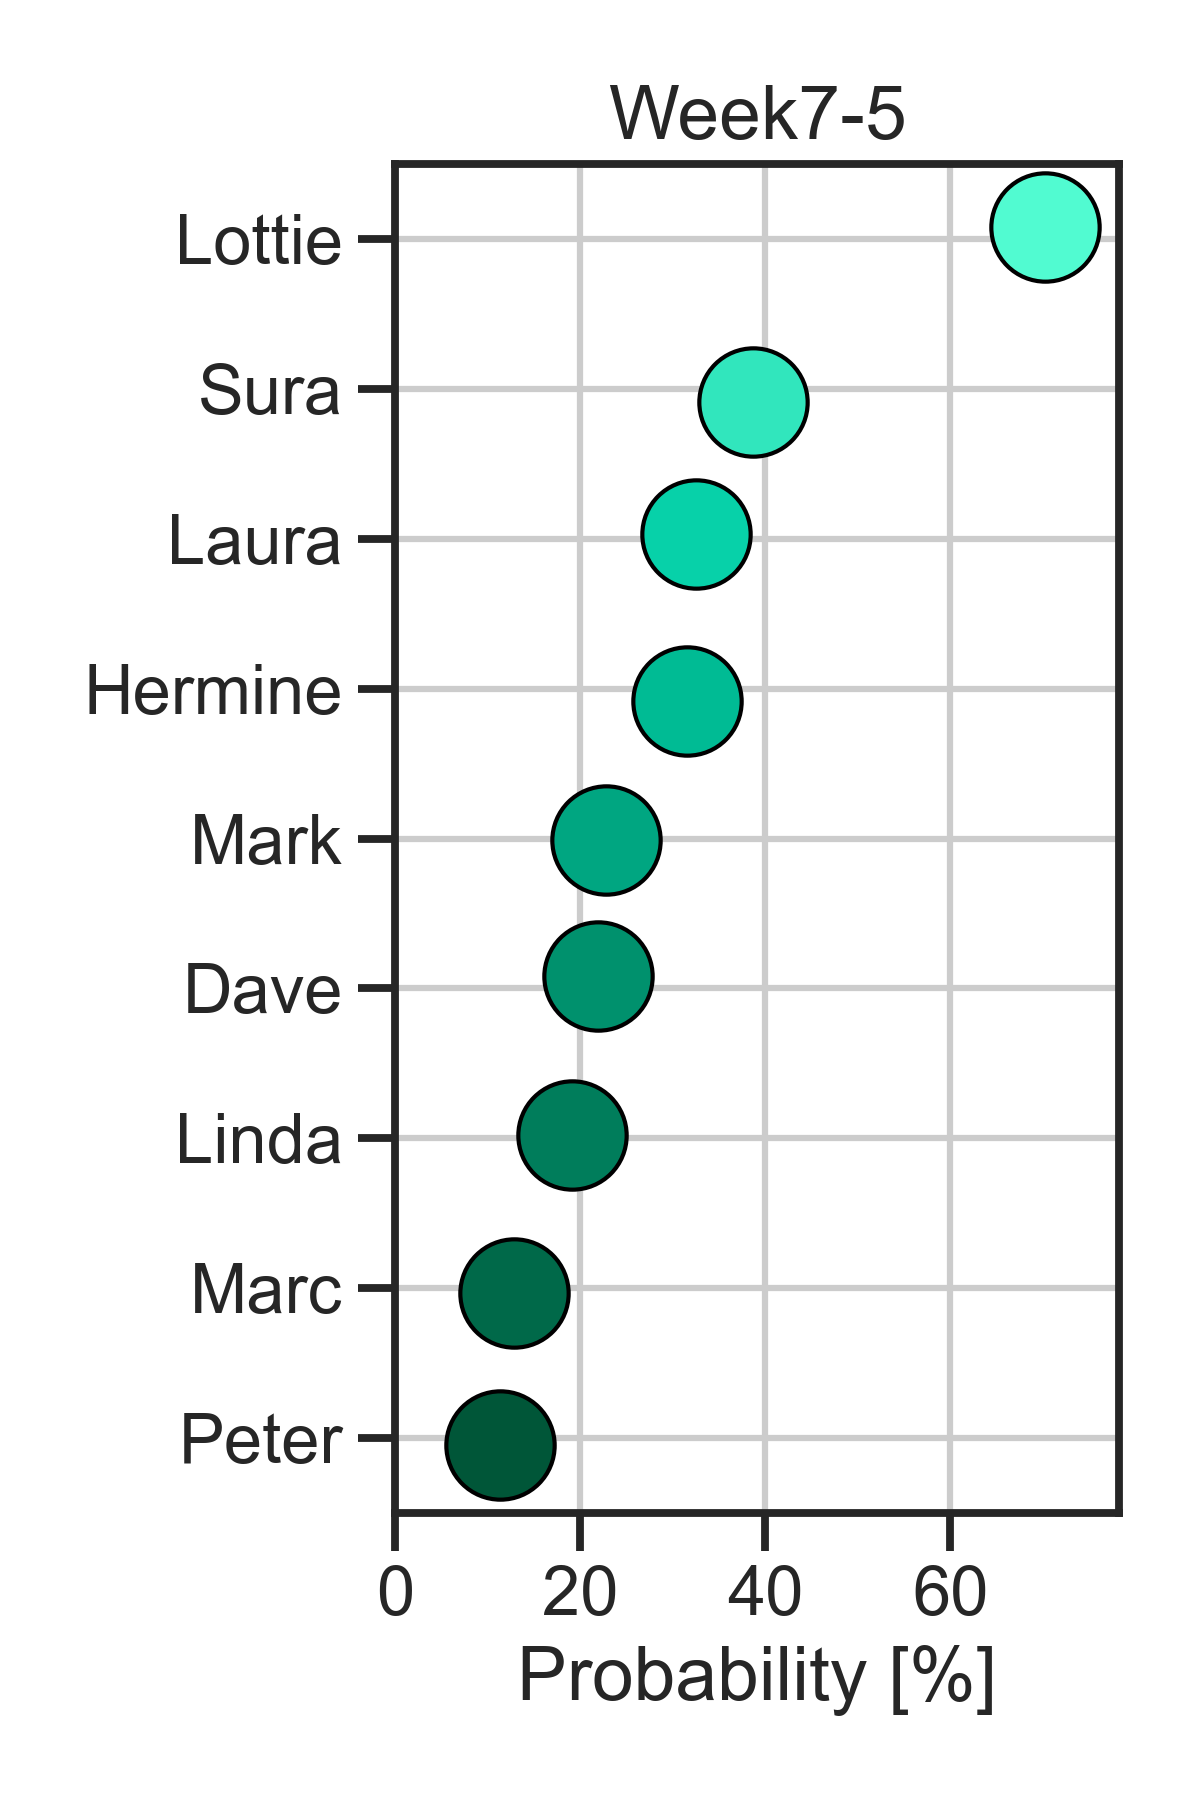 Week7-5
Lottie
Sura
Laura
Hermine
Mark
Dave
Linda
Marc
Peter
0 20 40 60
Probability [%]